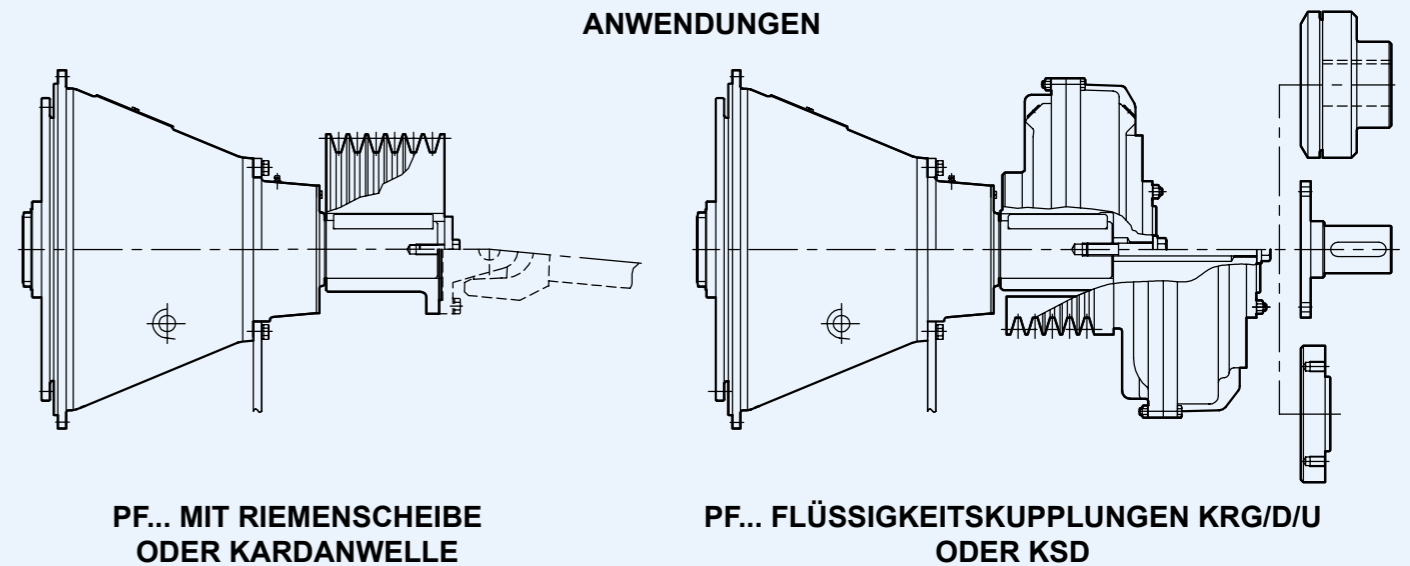 ANWENDUNGEN
PF... MIT RIEMENSCHEIBE
ODER KARDANWELLE
PF... FLÜSSIGKEITSKUPPLUNGEN KRG/D/U
ODER KSD